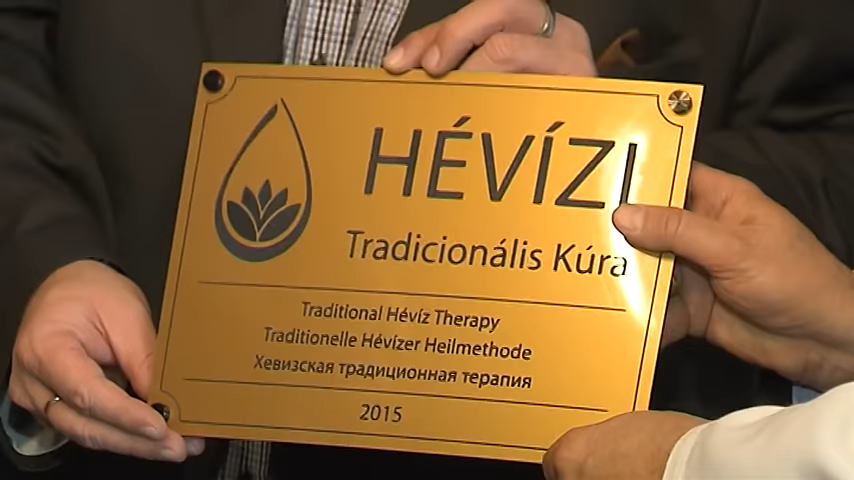 HÉVÍZI
Tradicionális Kúra
Traditional Hévíz Therapy
Traditionelle Hévízer Heilmethode
Хевизская традиционная терапия
2015